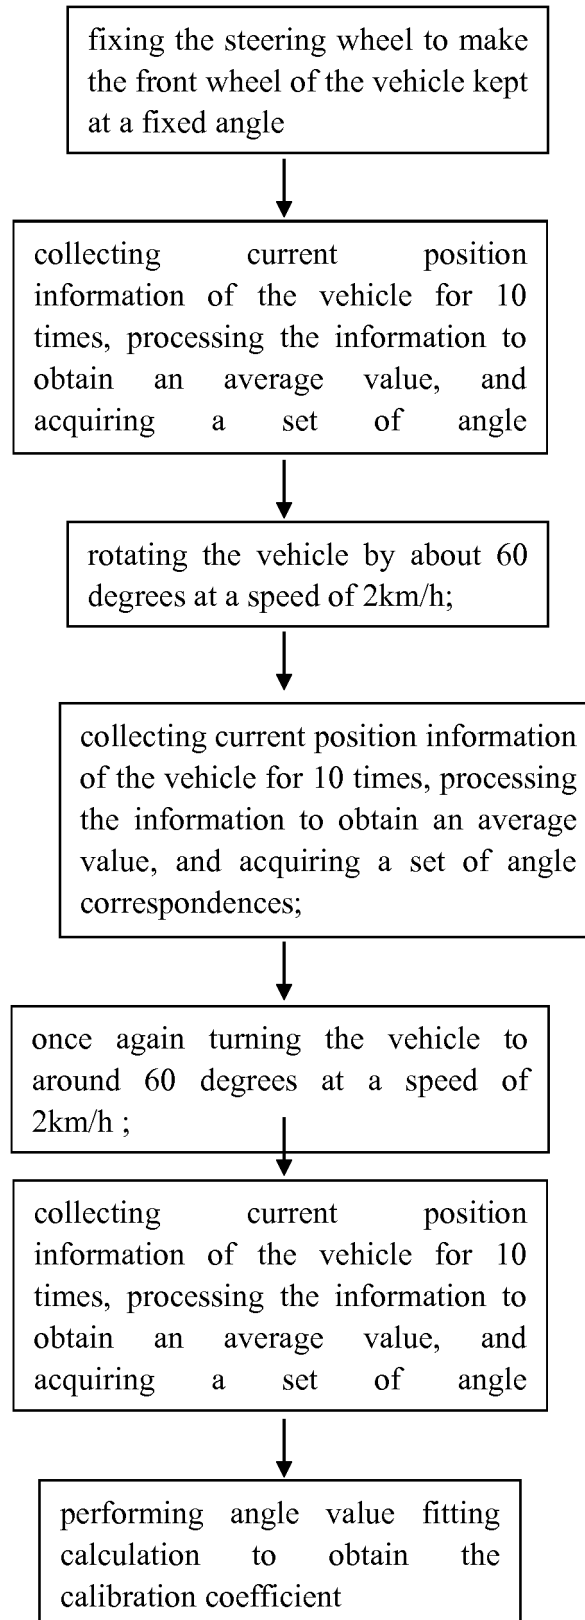 fixing the steering wheel to make
the front wheel of the vehicle kept
at a fixed angle
collecting current position
information of the vehicle for 10
times, processing the information to
obtain an average value, and
acquiring a set of angle
rotating the vehicle by about 60
degrees at a speed of 2km/h;
collecting current position information
of the vehicle for 10 times, processing
the information to obtain an average
value, and acquiring a set of angle
correspondences;
once again turning the vehicle to
around 60 degrees at a speed of
2km/h ;
collecting current position
information of the vehicle for 10
times, processing the information to
obtain an average value, and
acquiring a set of angle
performing angle value fitting
calculation to obtain the
calibration coefficient